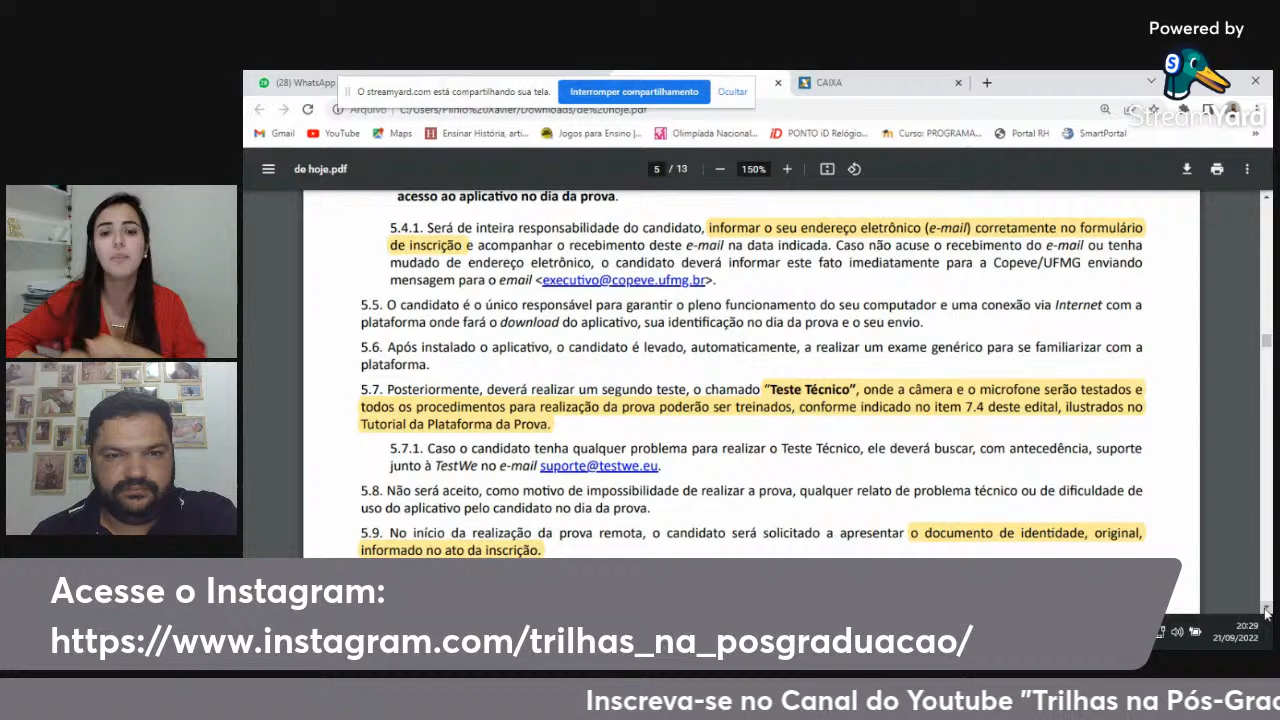 Powered by
StreamYard
(28) WhatsApp
O streamyard.com está compartilhando sua tela.
Interromper compartilhamento
Ocultar
CAIXA
Arquivo
C:/Users/Plinio%20Xavier/Downloads/de%20hoje.pdf
Gmail
YouTube
Maps
Ensinar História, arti...
Jogos para Ensino |...
Olimpíada Nacional...
PONTO iD Relógio...
Curso: PROGRAMA...
Portal RH
SmartPortal
de hoje.pdf
5 / 13
150%
acesso ao aplicativo no dia da prova.
5.4.1. Será de inteira responsabilidade do candidato, informar o seu endereço eletrônico (e-mail) corretamente no formulário
de inscrição e acompanhar o recebimento deste e-mail na data indicada. Caso não acuse o recebimento do e-mail ou tenha
mudado de endereço eletrônico, o candidato deverá informar este fato imediatamente para a Copeve/UFMG enviando
mensagem para o email <executivo@copeve.ufmg.br>.
5.5. O candidato é o único responsável para garantir o pleno funcionamento do seu computador e uma conexão via Internet com a
plataforma onde fará o download do aplicativo, sua identificação no dia da prova e o seu envio.
5.6. Após instalado o aplicativo, o candidato é levado, automaticamente, a realizar um exame genérico para se familiarizar com a
plataforma.
5.7. Posteriormente, deverá realizar um segundo teste, o chamado "Teste Técnico", onde a câmera e o microfone serão testados e
todos os procedimentos para realização da prova poderão ser treinados, conforme indicado no item 7.4 deste edital, ilustrados no
Tutorial da Plataforma da Prova.
5.7.1. Caso o candidato tenha qualquer problema para realizar o Teste Técnico, ele deverá buscar, com antecedência, suporte
junto à TestWe no e-mail suporte@testwe.eu.
5.8. Não será aceito, como motivo de impossibilidade de realizar a prova, qualquer relato de problema técnico ou de dificuldade de
uso do aplicativo pelo candidato no dia da prova.
5.9. No início da realização da prova remota, o candidato será solicitado a apresentar o documento de identidade, original,
informado no ato da inscrição.
20:29
21/09/2022
Acesse o Instagram:
https://www.instagram.com/trilhas_na_posgraduacao/
Inscreva-se no Canal do Youtube "Trilhas na Pós-Grad